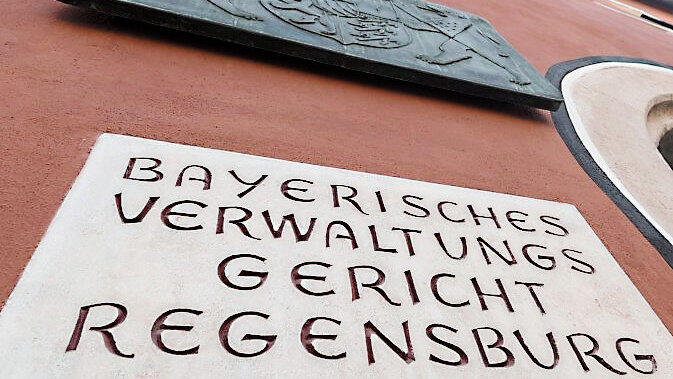 BAYERISCHES
VERWALTUNGS
GERICHT
REGENSBURG